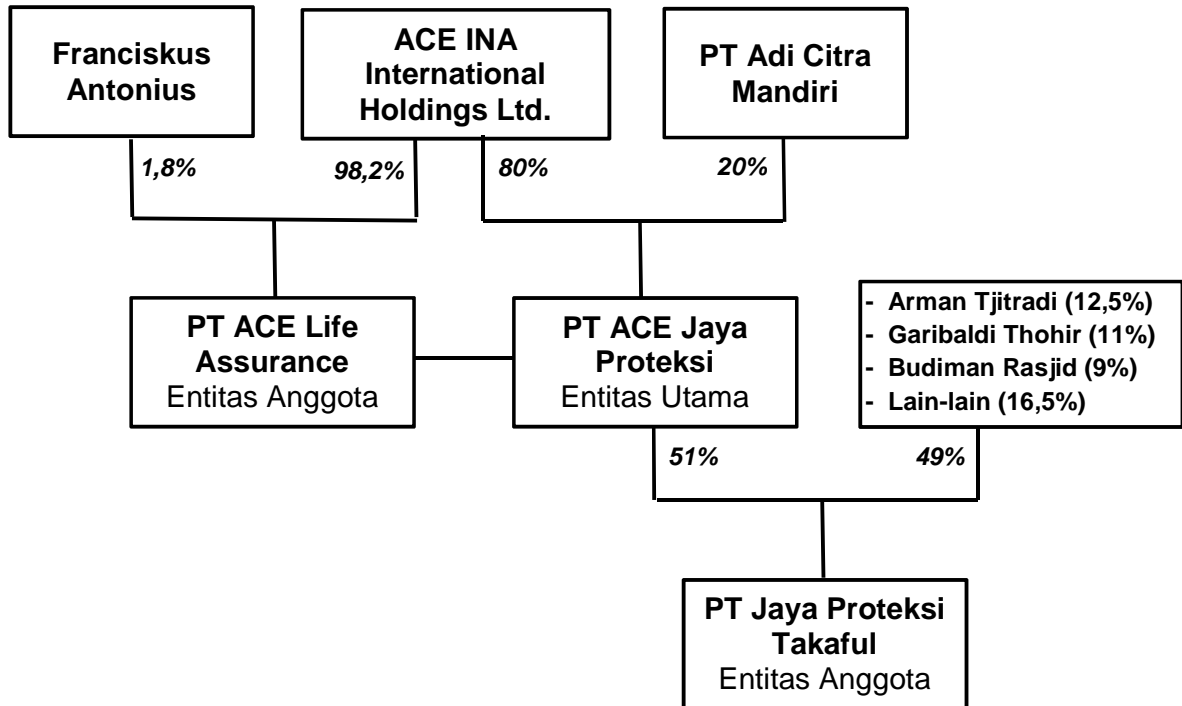 Franciskus
Antonius
ACE INA
International
Holdings Ltd.
PT Adi Citra
Mandiri
1,8%
98,2%
80%
20%
PT ACE Life
Assurance
Entitas Anggota
PT ACE Jaya
Proteksi
Entitas Utama
- Arman Tjitradi (12,5%)
- Garibaldi Thohir (11%)
- Budiman Rasjid (9%)
- Lain-lain (16,5%)
51%
49%
PT Jaya Proteksi
Takaful
Entitas Anggota